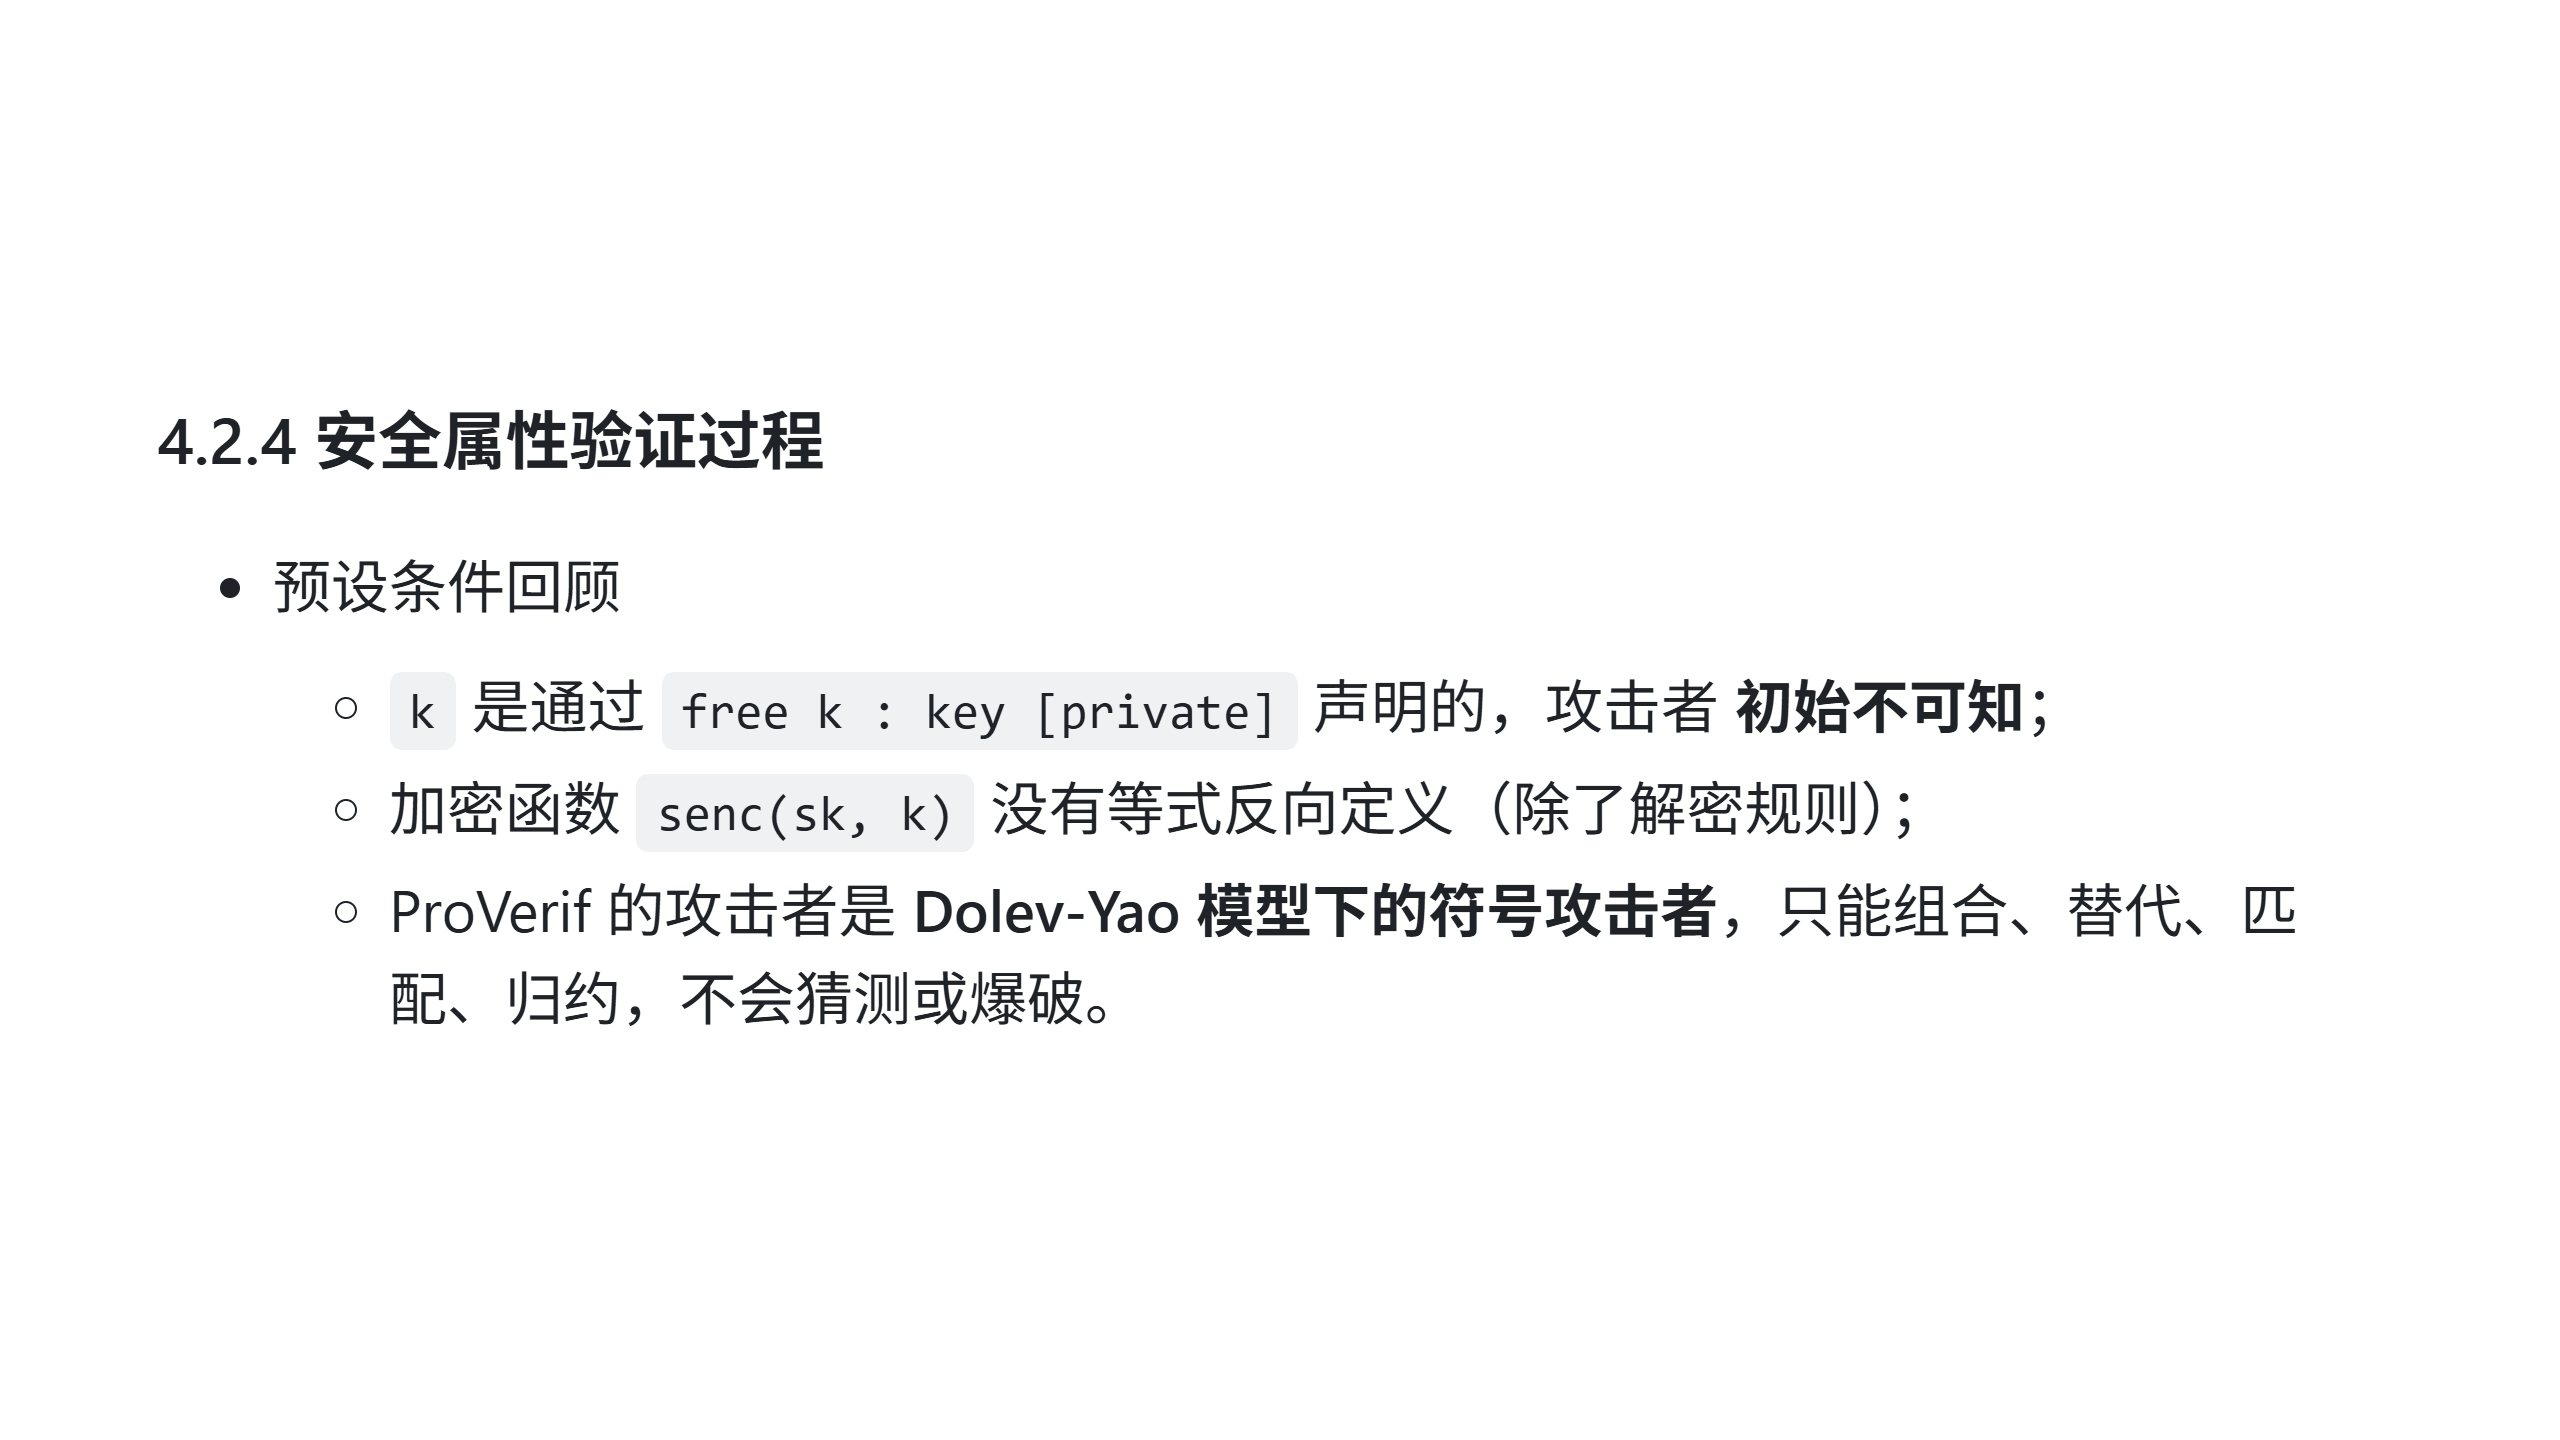 4.2.4 安全属性验证过程
预设条件回顾
k 是通过 free k : key [private] 声明的，攻击者 初始不可知；
加密函数 senc(sk, k) 没有等式反向定义（除了解密规则）；
ProVerif 的攻击者是 Dolev-Yao 模型下的符号攻击者，只能组合、替代、匹
配、归约，不会猜测或爆破。